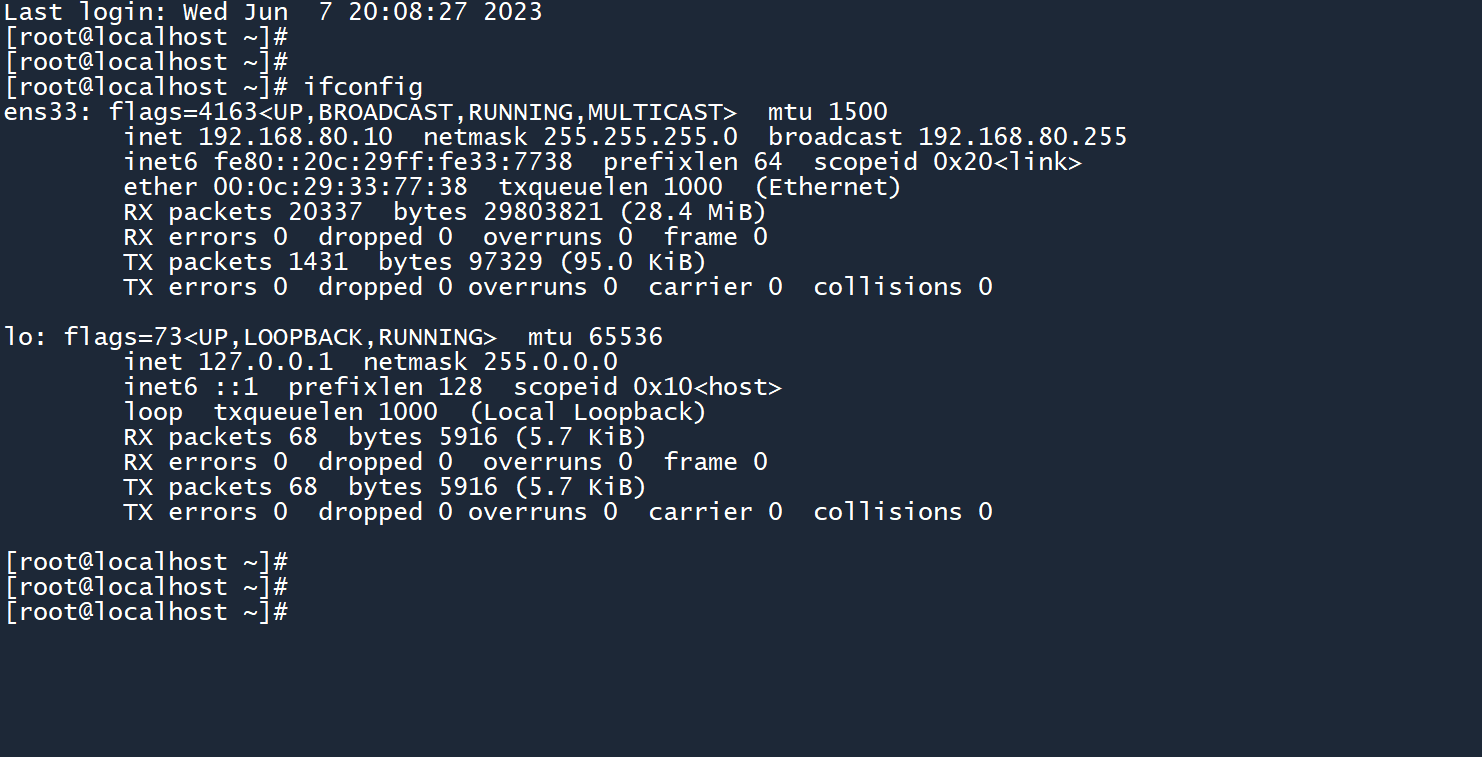 Last login: Wed Jun  7 20:08:27 2023
[root@localhost ~]#
[root@localhost ~]#
[root@localhost ~]# ifconfig
ens33: flags=4163<UP,BROADCAST,RUNNING,MULTICAST>  mtu 1500
        inet 192.168.80.10  netmask 255.255.255.0  broadcast 192.168.80.255
        inet6 fe80::20c:29ff:fe33:7738  prefixlen 64  scopeid 0x20<link>
        ether 00:0c:29:33:77:38  txqueuelen 1000  (Ethernet)
        RX packets 20337  bytes 29803821 (28.4 MiB)
        RX errors 0  dropped 0  overruns 0  frame 0
        TX packets 1431  bytes 97329 (95.0 KiB)
        TX errors 0  dropped 0 overruns 0  carrier 0  collisions 0

lo: flags=73<UP,LOOPBACK,RUNNING>  mtu 65536
        inet 127.0.0.1  netmask 255.0.0.0
        inet6 ::1  prefixlen 128  scopeid 0x10<host>
        loop  txqueuelen 1000  (Local Loopback)
        RX packets 68  bytes 5916 (5.7 KiB)
        RX errors 0  dropped 0  overruns 0  frame 0
        TX packets 68  bytes 5916 (5.7 KiB)
        TX errors 0  dropped 0 overruns 0  carrier 0  collisions 0

[root@localhost ~]#
[root@localhost ~]#
[root@localhost ~]#